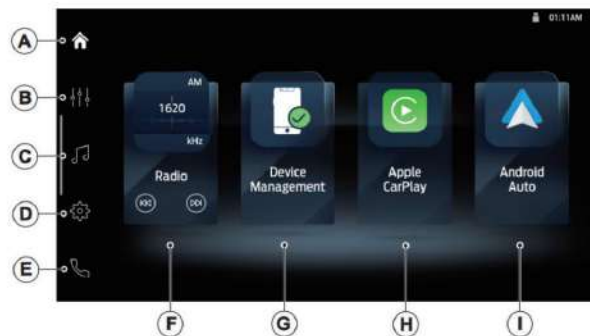 01:11AM
A
B
C
D
E
AM
1620
kHz
Radio
Device
Management
Apple
CarPlay
Android
Auto
F
G
H
I